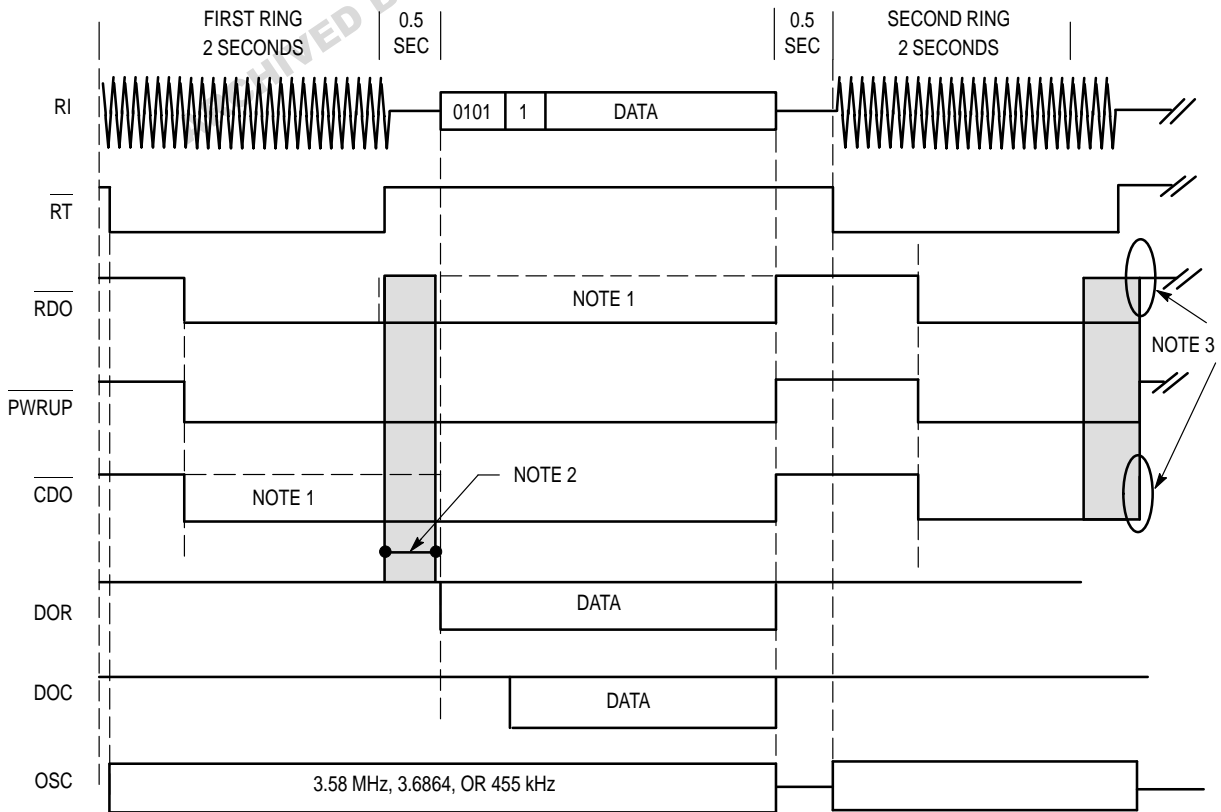 FIRST RING
2 SECONDS
0.5
SEC
0.5
SEC
SECOND RING
2 SECONDS
ARCHIVED
RI
0101
1
DATA
RT
RDO
NOTE 1
NOTE 3
PWRUP
CDO
NOTE 1
NOTE 2
DOR
DATA
DOC
DATA
OSC
3.58 MHz, 3.6864, OR 455 kHz